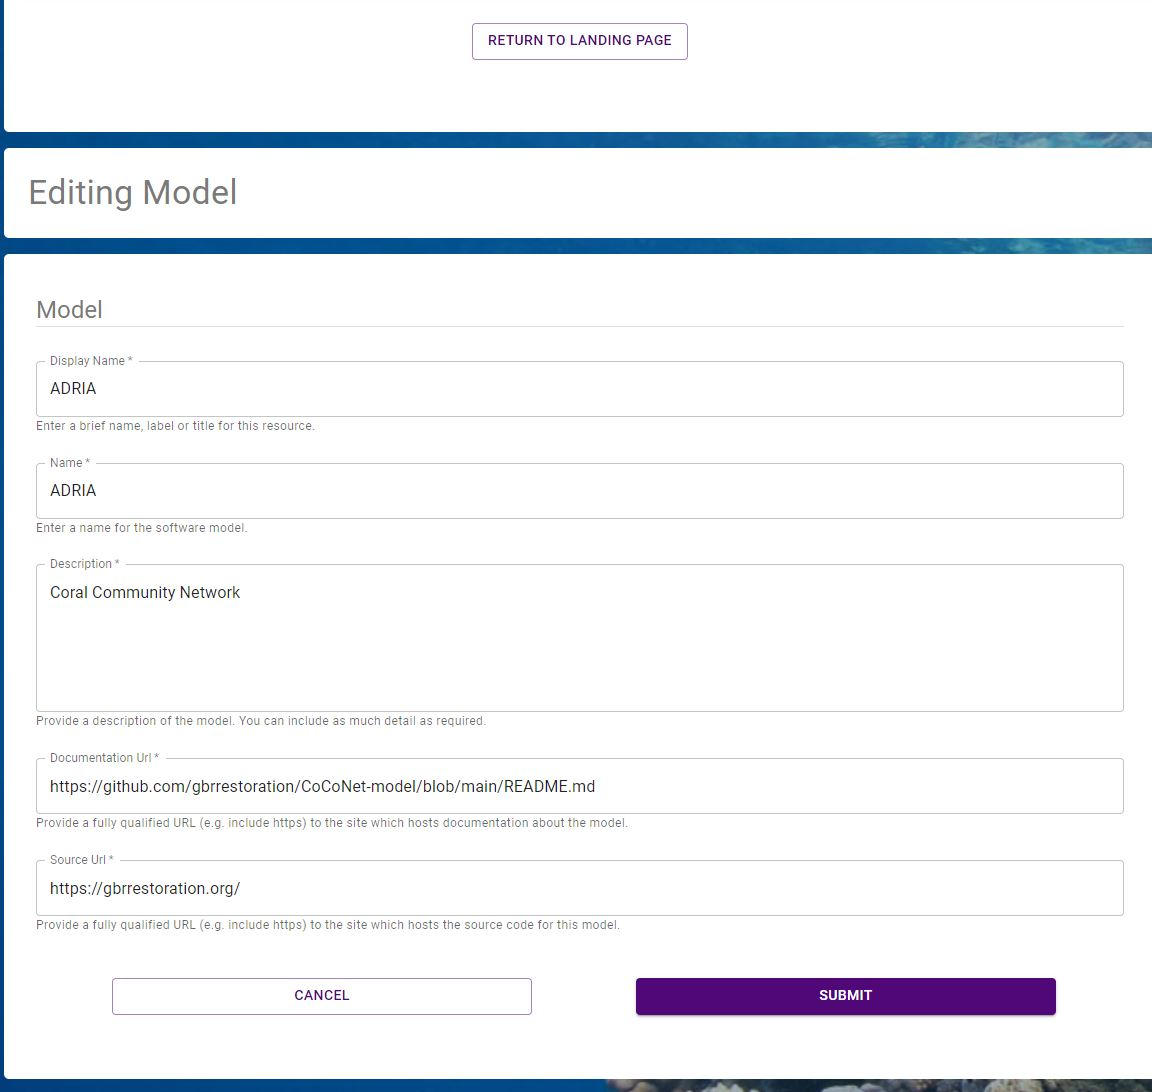 RETURN TO LANDING PAGE
Editing Model
Model
Display Name *
ADRIA
Enter a brief name, label or title for this resource.
Name *
ADRIA
Enter a name for the software model.
Description *
Coral Community Network
Provide a description of the model. You can include as much detail as required.
Documentation Url *
https://github.com/gbrrestoration/CoCoNet-model/blob/main/README.md
Provide a fully qualified URL (e.g. include https) to the site which hosts documentation about the model.
Source Url *
https://gbrrestoration.org/
Provide a fully qualified URL (e.g. include https) to the site which hosts the source code for this model.
CANCEL
SUBMIT